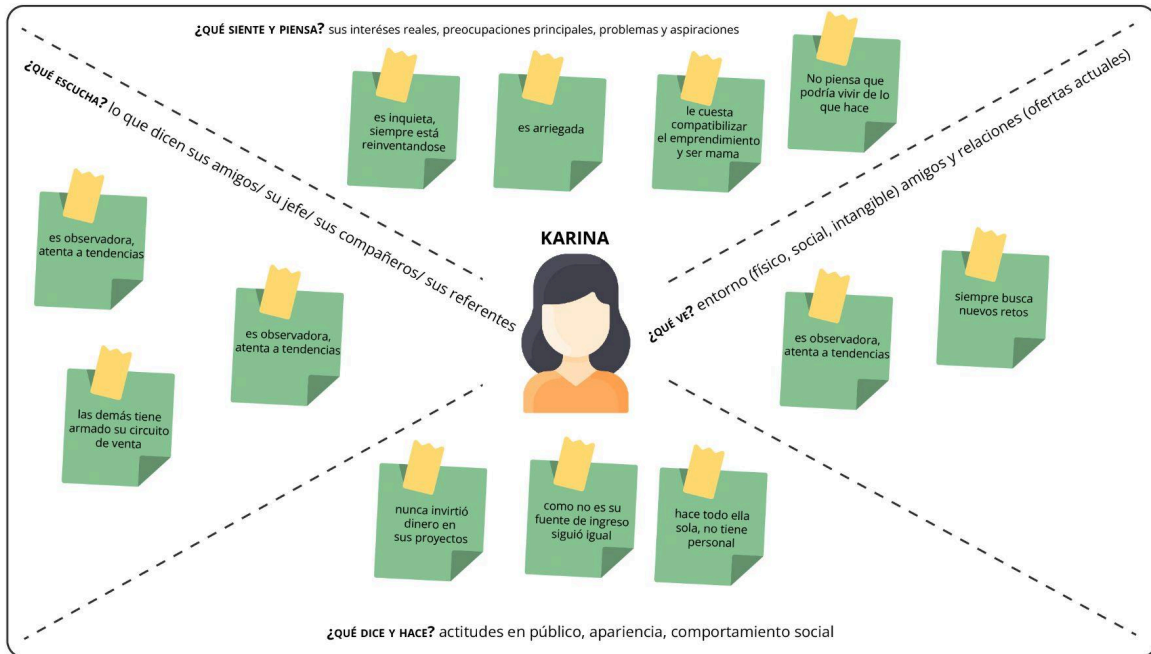 ¿QUÉ SIENTE Y PIENSA? sus interéses reales, preocupaciones principales, problemas y aspiraciones
es inquieta,
siempre está
reinventandose
es arriegada
le cuesta
compatibilizar
el emprendimiento
y ser mama
No piensa que
podría vivir de lo
que hace
¿QUÉ ESCUCHA? lo que dicen sus amigos/ su jefe/ sus compañeros/ sus referentes
es observadora,
atenta a tendencias
es observadora,
atenta a tendencias
las demás tiene
armado su circuito
de venta
KARINA
¿QUÉ VE? entorno (físico, social, intangible) amigos y relaciones (ofertas actuales)
es observadora,
atenta a tendencias
siempre busca
nuevos retos
nunca invirtió
dinero en
sus proyectos
como no es su
fuente de ingreso
siguió igual
hace todo ella
sola, no tiene
personal
¿QUÉ DICE Y HACE? actitudes en público, apariencia, comportamiento social